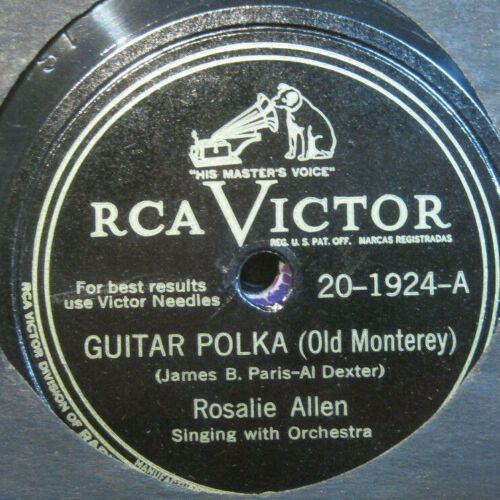 "HIS MASTER'S VOICE"
RCA VICTOR
REG. U. S. PAT. OFF. MARCAS REGISTRADAS
For best results
use Victor Needles
20-1924-A
GUITAR POLKA (Old Monterey)
(James B. Paris-Al Dexter)
Rosalie Allen
Singing with Orchestra
RCA VICTOR DIVISION OF